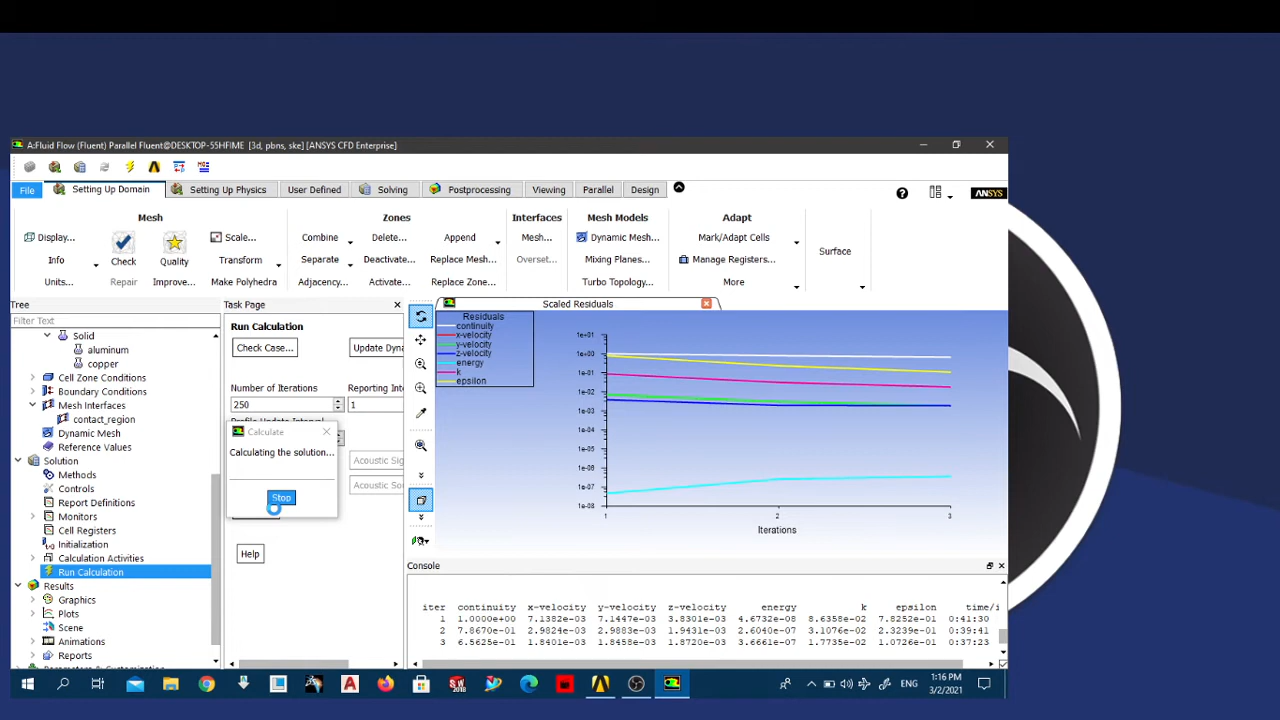 A:Fluid Flow (Fluent) Parallel Fluent@DESKTOP-55HFIME [3d, pbns, ske] [ANSYS CFD Enterprise]
File Setting Up Domain Setting Up Physics User Defined Solving Postprocessing Viewing Parallel Design ANSYS
Mesh Zones Interfaces Mesh Models Adapt
Display... Scale... Combine Delete... Append Mesh... Dynamic Mesh... Mark/Adapt Cells
Surface
Info Check Quality Transform Separate Deactivate... Replace Mesh... Overset... Mixing Planes... Manage Registers...
Units... Repair Improve... Make Polyhedra Adjacency... Activate... Replace Zone... Turbo Topology... More
Tree
Filter Text
Solid
aluminum
copper
Cell Zone Conditions
Boundary Conditions
Mesh Interfaces
contact_region
Dynamic Mesh
Reference Values
Solution
Methods
Controls
Report Definitions
Monitors
Cell Registers
Initialization
Calculation Activities
Run Calculation
Results
Graphics
Plots
Scene
Animations
Reports
Task Page
Run Calculation
Check Case... Update Dyna
Number of Iterations Reporting Int
250 1
Calculate
Calculating the solution...
Acoustic Sig
Acoustic Sou
Stop
Help
Scaled Residuals
Residuals
continuity
x-velocity
y-velocity
z-velocity
energy
k
epsilon
1e+01
1e+00
1e-01
1e-02
1e-03
1e-04
1e-05
1e-06
1e-07
1e-08
1 2 3
Iterations
Console
iter continuity x-velocity y-velocity z-velocity energy k epsilon time/i
1 1.0000e+00 7.1382e-03 7.1447e-03 3.8301e-03 4.6732e-08 8.6358e-02 7.8252e-01 0:41:30
2 7.8670e-01 2.9824e-03 2.9883e-03 1.9431e-03 2.6040e-07 3.1076e-02 2.3239e-01 0:39:41
3 6.5625e-01 1.8401e-03 1.8458e-03 1.8720e-03 3.6661e-07 1.7735e-02 1.0726e-01 0:37:23
ENG 1:16 PM
3/2/2021